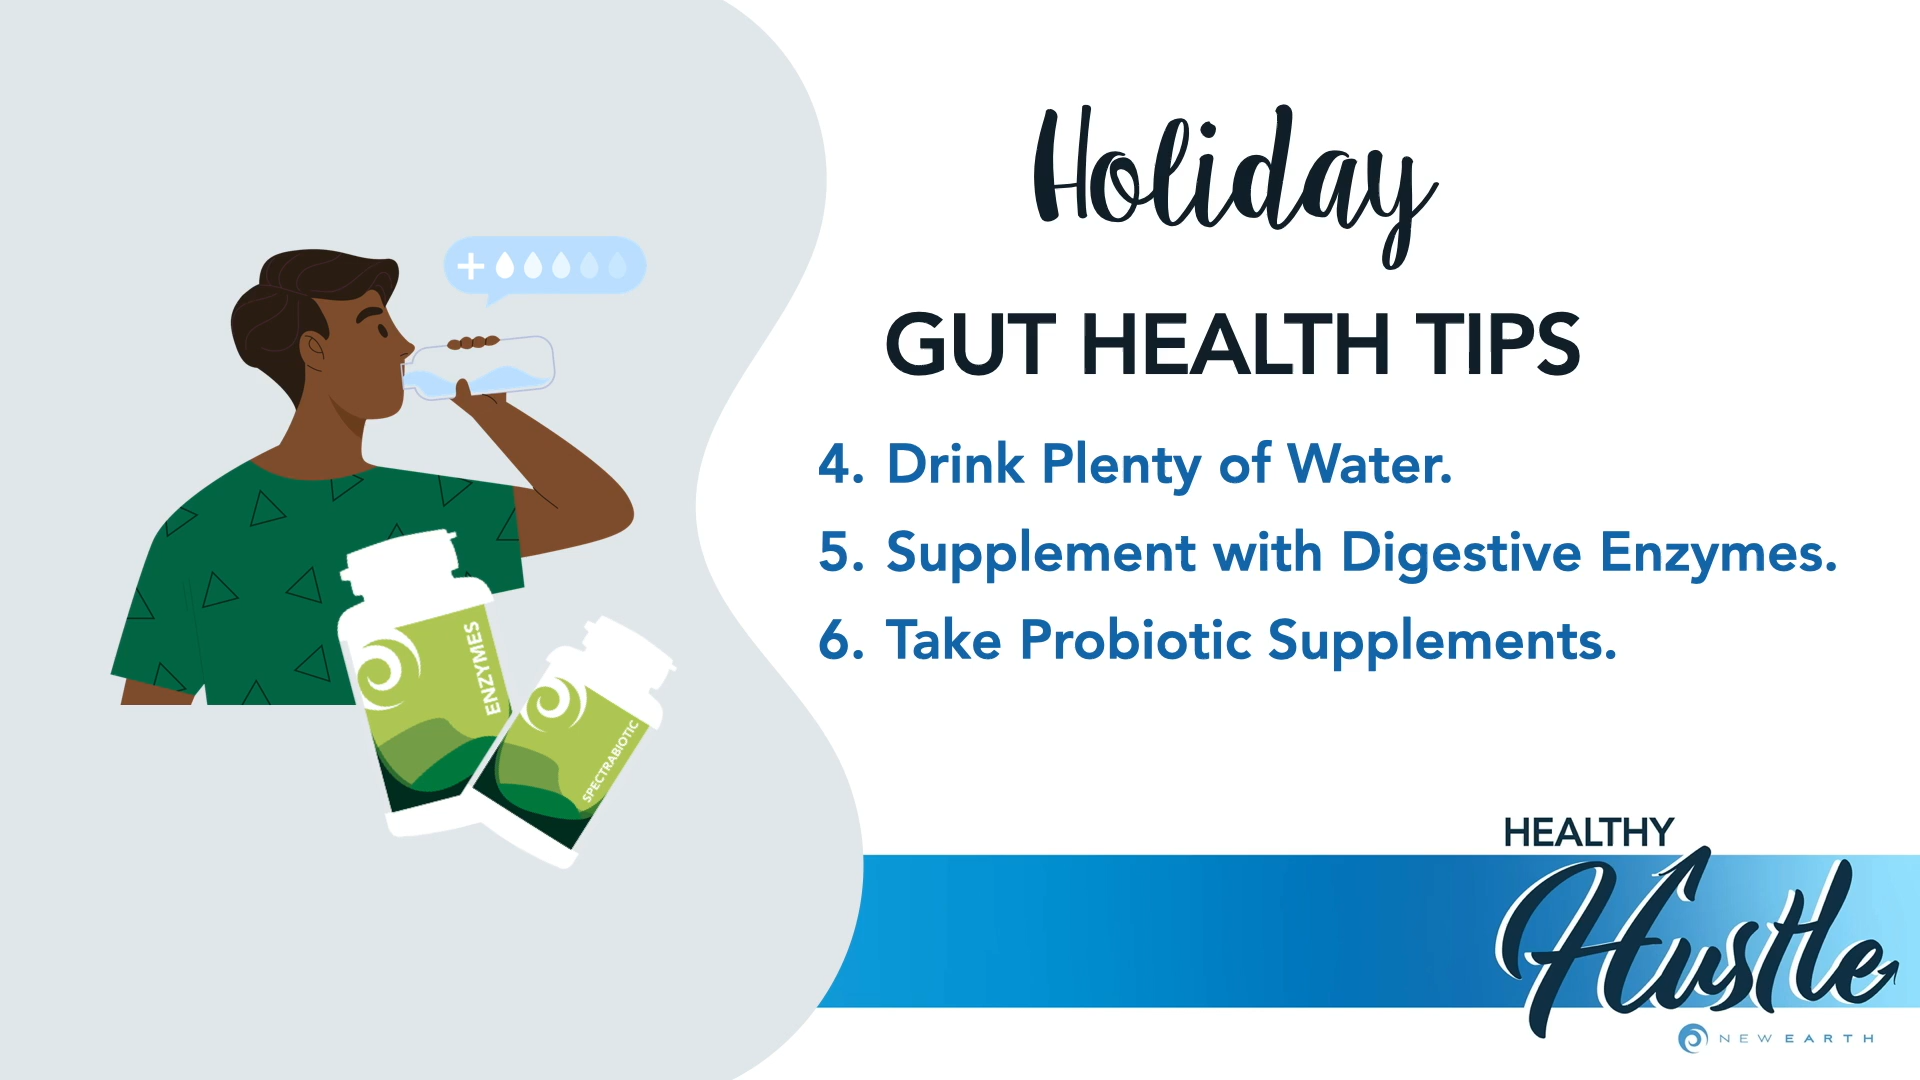 Holiday
GUT HEALTH TIPS
4. Drink Plenty of Water.
5. Supplement with Digestive Enzymes.
6. Take Probiotic Supplements.
ENZYMES
SPECTRABIOTIC
HEALTHY
Hustle
NEW EARTH